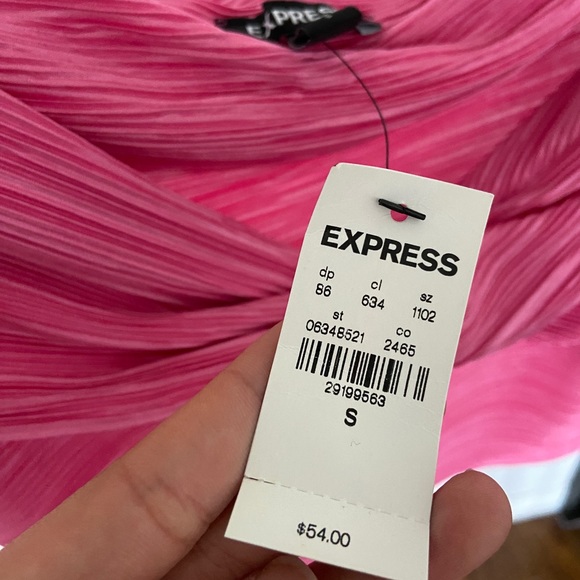 EXPRESS
EXPRESS
dp cl sz
86 634 1102
st co
06348521 2465
29199563
S
$54.00